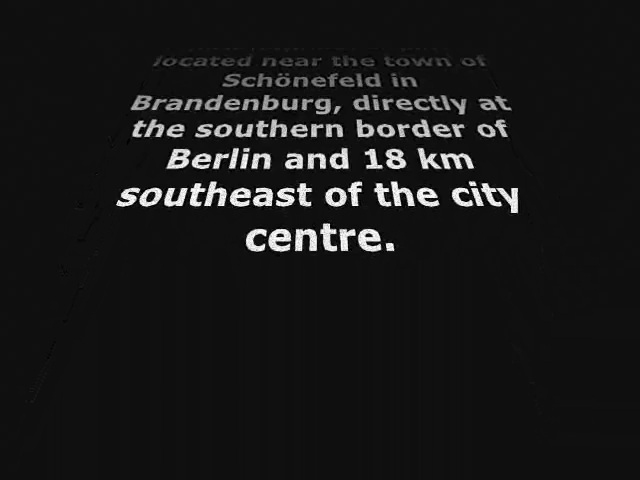 located near the town of
Schönefeld in
Brandenburg, directly at
the southern border of
Berlin and 18 km
southeast of the city
centre.